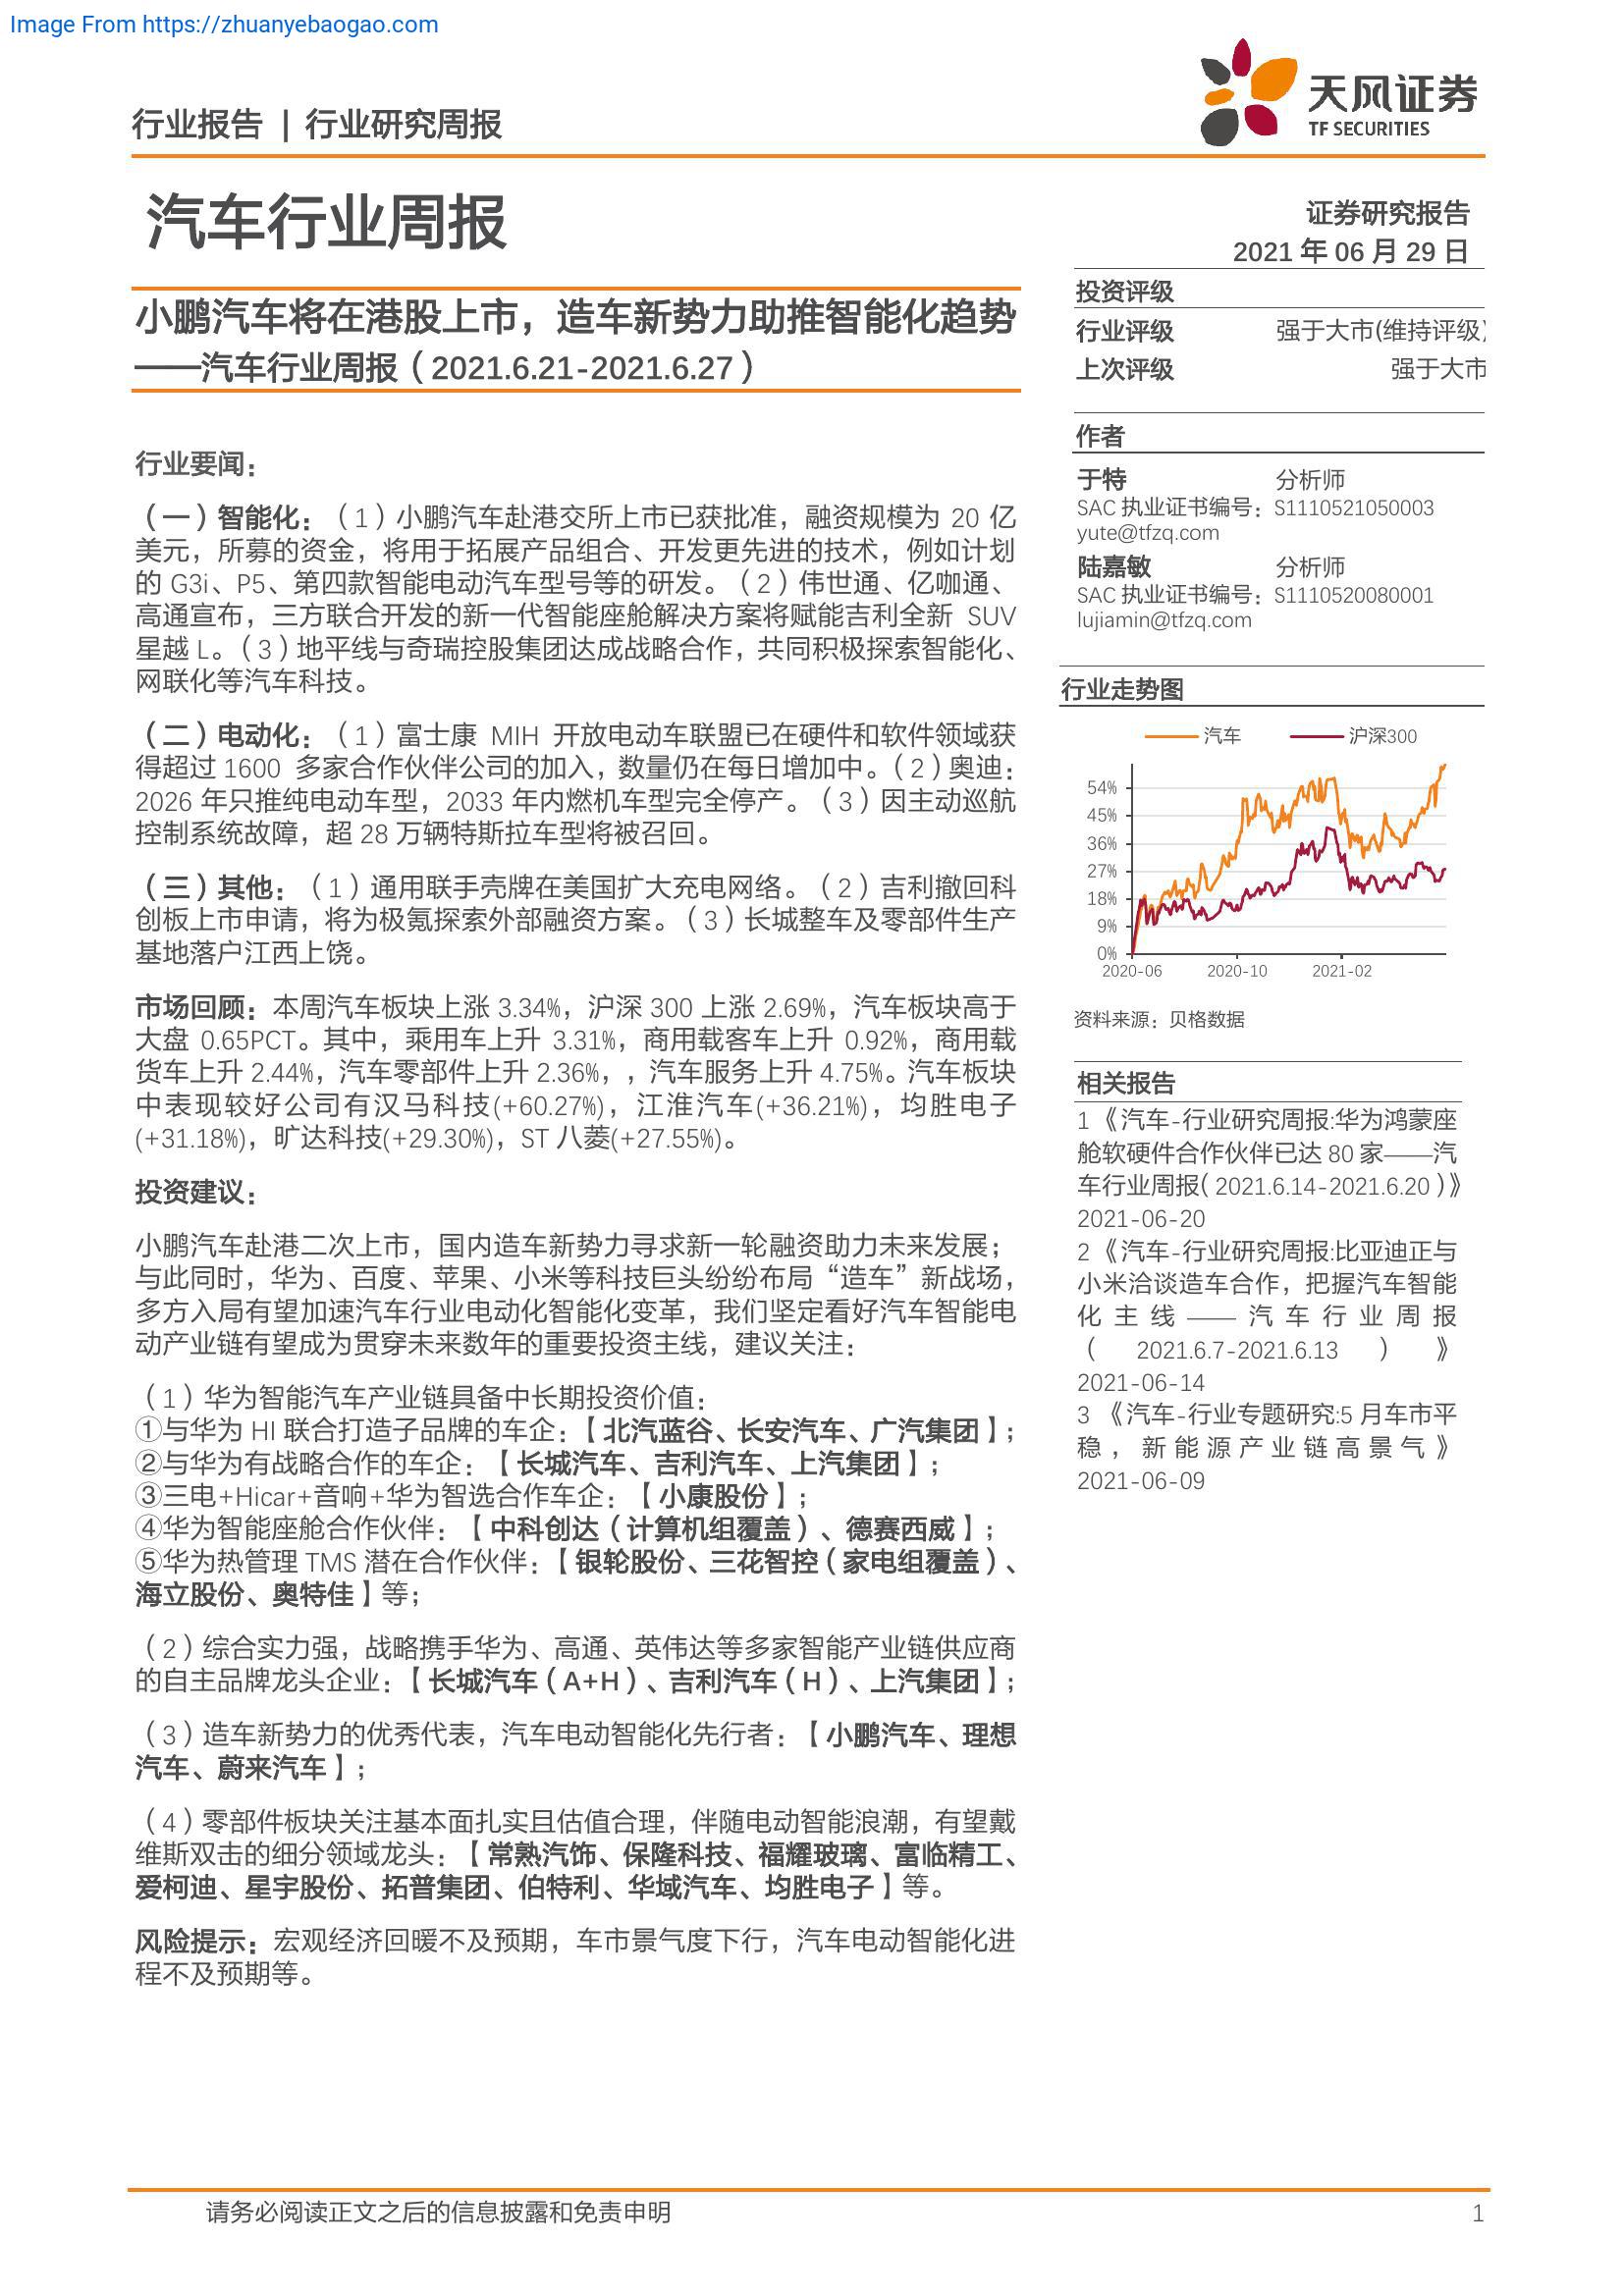 Image From https://zhuanyebaogao.com
行业报告 | 行业研究周报
天风证券
TF SECURITIES
汽车行业周报
证券研究报告
2021 年 06 月 29 日
小鹏汽车将在港股上市，造车新势力助推智能化趋势
——汽车行业周报（2021.6.21-2021.6.27）
行业要闻：
（一）智能化：（1）小鹏汽车赴港交所上市已获批准，融资规模为 20 亿
美元，所募的资金，将用于拓展产品组合、开发更先进的技术，例如计划
的 G3i、P5、第四款智能电动汽车型号等的研发。（2）伟世通、亿咖通、
高通宣布，三方联合开发的新一代智能座舱解决方案将赋能吉利全新 SUV
星越 L。（3）地平线与奇瑞控股集团达成战略合作，共同积极探索智能化、
网联化等汽车科技。
（二）电动化：（1）富士康 MIH 开放电动车联盟已在硬件和软件领域获
得超过 1600 多家合作伙伴公司的加入，数量仍在每日增加中。（2）奥迪：
2026 年只推纯电动车型，2033 年内燃机车型完全停产。（3）因主动巡航
控制系统故障，超 28 万辆特斯拉车型将被召回。
（三）其他：（1）通用联手壳牌在美国扩大充电网络。（2）吉利撤回科
创板上市申请，将为极氪探索外部融资方案。（3）长城整车及零部件生产
基地落户江西上饶。
市场回顾：本周汽车板块上涨 3.34%，沪深 300 上涨 2.69%，汽车板块高于
大盘 0.65PCT。其中，乘用车上升 3.31%，商用载客车上升 0.92%，商用载
货车上升 2.44%，汽车零部件上升 2.36%，，汽车服务上升 4.75%。汽车板块
中表现较好公司有汉马科技(+60.27%)，江淮汽车(+36.21%)，均胜电子
(+31.18%)，旷达科技(+29.30%)，ST 八菱(+27.55%)。
投资建议：
小鹏汽车赴港二次上市，国内造车新势力寻求新一轮融资助力未来发展；
与此同时，华为、百度、苹果、小米等科技巨头纷纷布局“造车”新战场，
多方入局有望加速汽车行业电动化智能化变革，我们坚定看好汽车智能电
动产业链有望成为贯穿未来数年的重要投资主线，建议关注：
（1）华为智能汽车产业链具备中长期投资价值：
①与华为 HI 联合打造子品牌的车企：【北汽蓝谷、长安汽车、广汽集团】；
②与华为有战略合作的车企：【长城汽车、吉利汽车、上汽集团】；
③三电+Hicar+音响+华为智选合作车企：【小康股份】；
④华为智能座舱合作伙伴：【中科创达（计算机组覆盖）、德赛西威】；
⑤华为热管理 TMS 潜在合作伙伴：【银轮股份、三花智控（家电组覆盖）、
海立股份、奥特佳】等；
（2）综合实力强，战略携手华为、高通、英伟达等多家智能产业链供应商
的自主品牌龙头企业：【长城汽车（A+H）、吉利汽车（H）、上汽集团】；
（3）造车新势力的优秀代表，汽车电动智能化先行者：【小鹏汽车、理想
汽车、蔚来汽车】；
（4）零部件板块关注基本面扎实且估值合理，伴随电动智能浪潮，有望戴
维斯双击的细分领域龙头：【常熟汽饰、保隆科技、福耀玻璃、富临精工、
爱柯迪、星宇股份、拓普集团、伯特利、华域汽车、均胜电子】等。
风险提示：宏观经济回暖不及预期，车市景气度下行，汽车电动智能化进
程不及预期等。
投资评级
行业评级 强于大市(维持评级)
上次评级 强于大市
作者
于特 分析师
SAC 执业证书编号：S1110521050003
yute@tfzq.com
陆嘉敏 分析师
SAC 执业证书编号：S1110520080001
lujiamin@tfzq.com
行业走势图
汽车 沪深300
54%
45%
36%
27%
18%
9%
0%
2020-06 2020-10 2021-02
资料来源：贝格数据
相关报告
1 《汽车-行业研究周报:华为鸿蒙座
舱软硬件合作伙伴已达 80 家——汽
车行业周报（2021.6.14-2021.6.20）》
2021-06-20
2 《汽车-行业研究周报:比亚迪正与
小米洽谈造车合作，把握汽车智能
化主线——汽车行业周报
（2021.6.7-2021.6.13）》
2021-06-14
3 《汽车-行业专题研究:5 月车市平
稳，新能源产业链高景气》
2021-06-09
请务必阅读正文之后的信息披露和免责申明 1